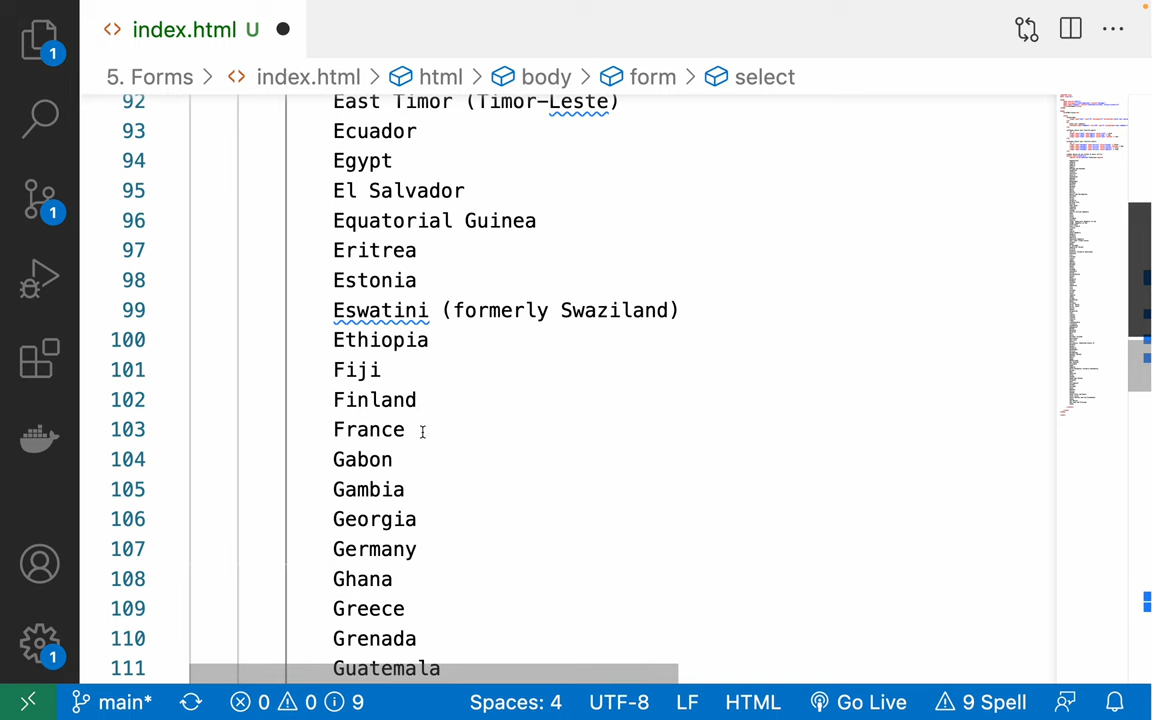 index.html U
5. Forms > index.html > html > body > form > select
92 East Timor (Timor-Leste)
93 Ecuador
94 Egypt
95 El Salvador
96 Equatorial Guinea
97 Eritrea
98 Estonia
99 Eswatini (formerly Swaziland)
100 Ethiopia
101 Fiji
102 Finland
103 France
104 Gabon
105 Gambia
106 Georgia
107 Germany
108 Ghana
109 Greece
110 Grenada
111 Guatemala
1
1
1
main* 0 0 9 Spaces: 4 UTF-8 LF HTML Go Live 9 Spell